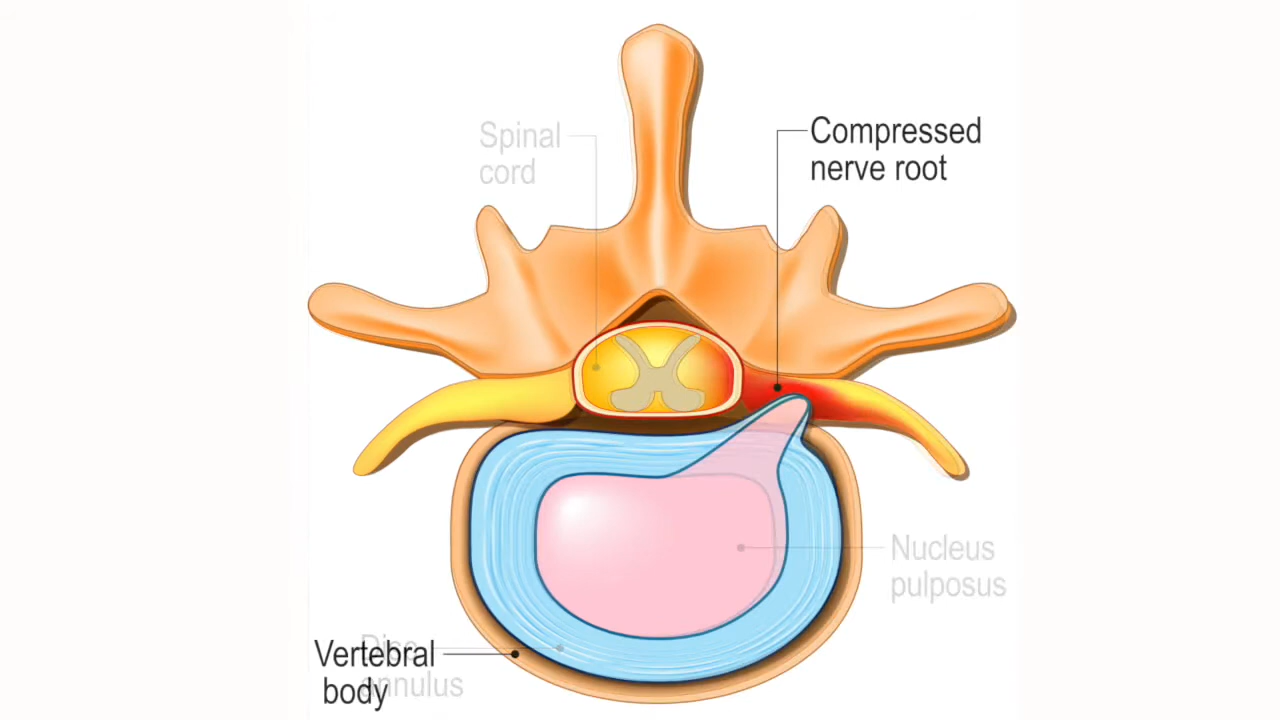 Spinal
cord
Compressed
nerve root
Nucleus
pulposus
Vertebral
body
Disc
annulus